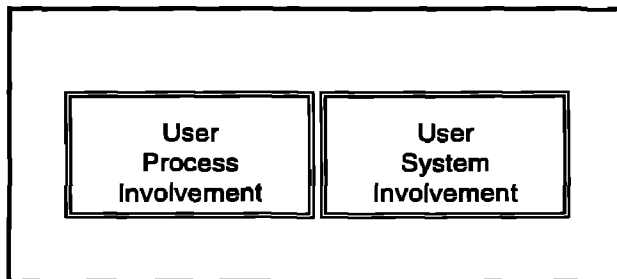 User
Process
Involvement
User
System
Involvement